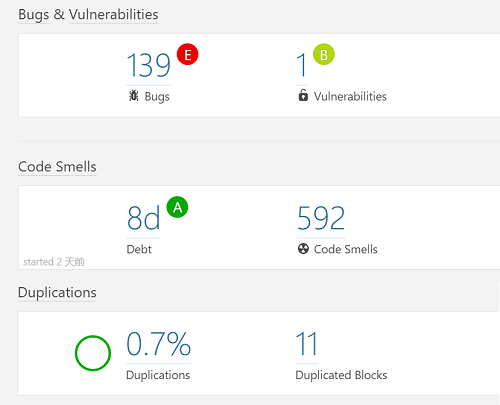 Bugs & Vulnerabilities
139 E 1 B
Bugs Vulnerabilities
Code Smells
8d A 592
Debt Code Smells
started 2 天前
Duplications
0.7% 11
Duplications Duplicated Blocks